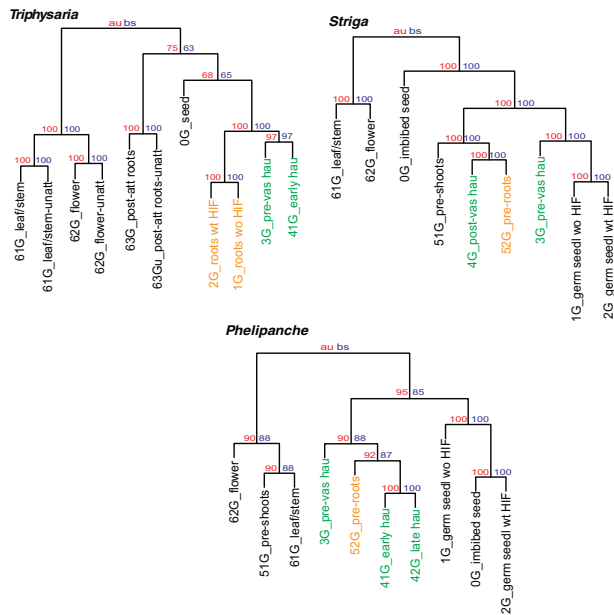 Triphysaria
au bs
75 63
68 65
0G_seed
100 100
97 97
100 100
100 100
100 100
100 100
100 100
61G_leaf/stem
61G_leaf/stem-unatt
62G_flower
62G_flower-unatt
63G_post-att roots
63Gu_post-att roots-unatt
2G_roots wt HIF
1G_roots wo HIF
3G_pre-vas hau
41G_early hau
Striga
au bs
100 100
100 100
100 100
100 100
100 100
100 100
100 100
61G_leaf/stem
62G_flower
0G_imbibed seed
51G_pre-shoots
4G_post-vas hau
52G_pre-roots
3G_pre-vas hau
1G_germ seedl wo HIF
2G_germ seedl wt HIF
Phelipanche
au bs
95 85
90 88
90 88
92 87
90 88
100 100
100 100
100 100
62G_flower
51G_pre-shoots
61G_leaf/stem
3G_pre-vas hau
52G_pre-roots
41G_early hau
42G_late hau
1G_germ seedl wo HIF
0G_imbibed seed
2G_germ seedl wt HIF